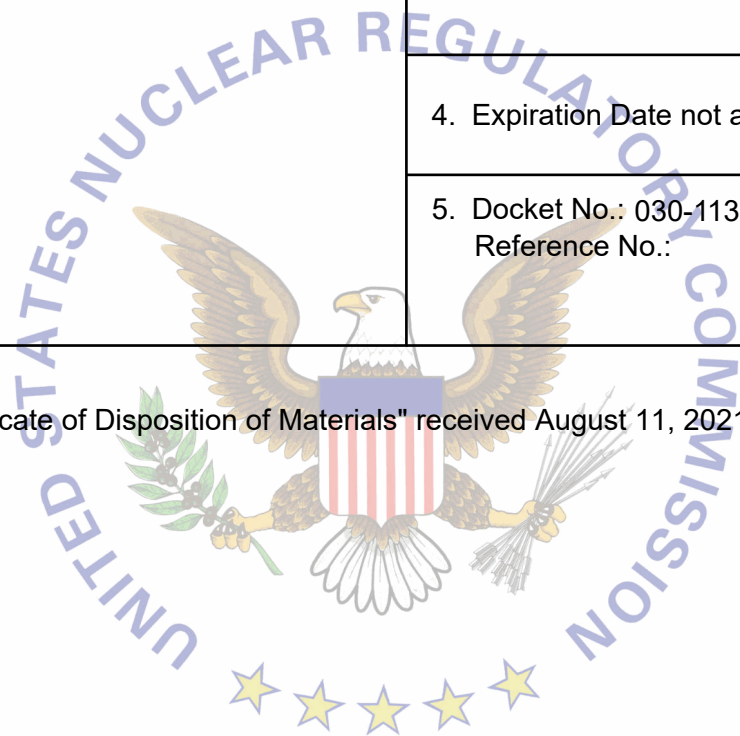 UNITED STATES NUCLEAR REGULATORY COMMISSION
4. Expiration Date not a
5. Docket No.: 030-113
Reference No.:
cate of Disposition of Materials" received August 11, 2021